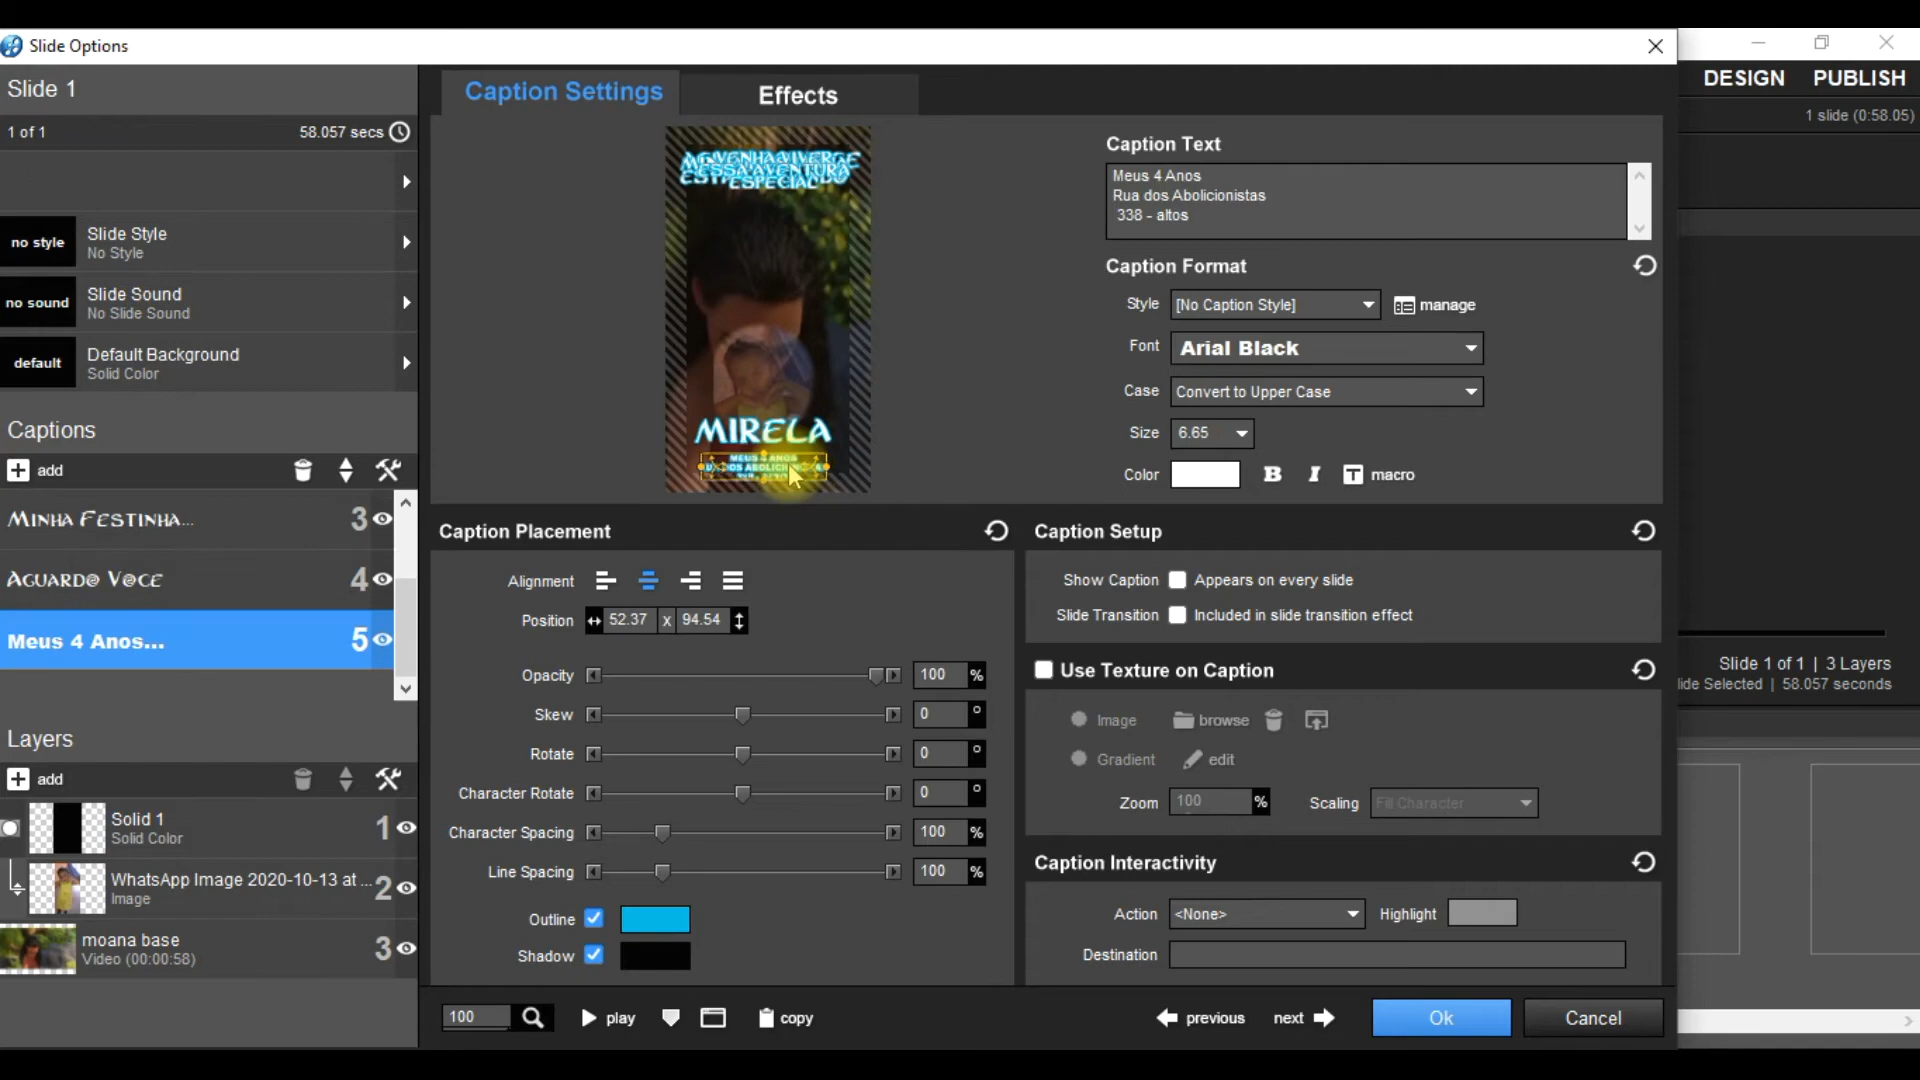 Slide Options
DESIGN PUBLISH
Slide 1
Caption Settings
Effects
1 slide (0:58.05)
1 of 1
58.057 secs
Caption Text
Meus 4 Anos
Rua dos Abolicionistas
338 - altos
no style
Slide Style
No Style
no sound
Slide Sound
No Slide Sound
default
Default Background
Solid Color
Caption Format
Style
[No Caption Style]
manage
Font
Arial Black
Case
Convert to Upper Case
Size
6.65
Color
B
I
T
macro
MIRELA
MEUS 4 ANOS
Captions
add
Minha Festinha...
3
Aguardo Voce
4
Meus 4 Anos...
5
Caption Placement
Alignment
Position
52.37 x 94.54
Opacity
100 %
Skew
0 °
Rotate
0 °
Character Rotate
0 °
Character Spacing
100 %
Line Spacing
100 %
Outline
Shadow
Caption Setup
Show Caption
Appears on every slide
Slide Transition
Included in slide transition effect
Use Texture on Caption
Image
browse
Gradient
edit
Zoom
100 %
Scaling
Fill Character
Caption Interactivity
Action
<None>
Highlight
Destination
Slide 1 of 1 | 3 Layers
lide Selected | 58.057 seconds
Layers
add
Solid 1
Solid Color
1
WhatsApp Image 2020-10-13 at ...
Image
2
moana base
Video (00:00:58)
3
100
play
copy
previous
next
Ok
Cancel